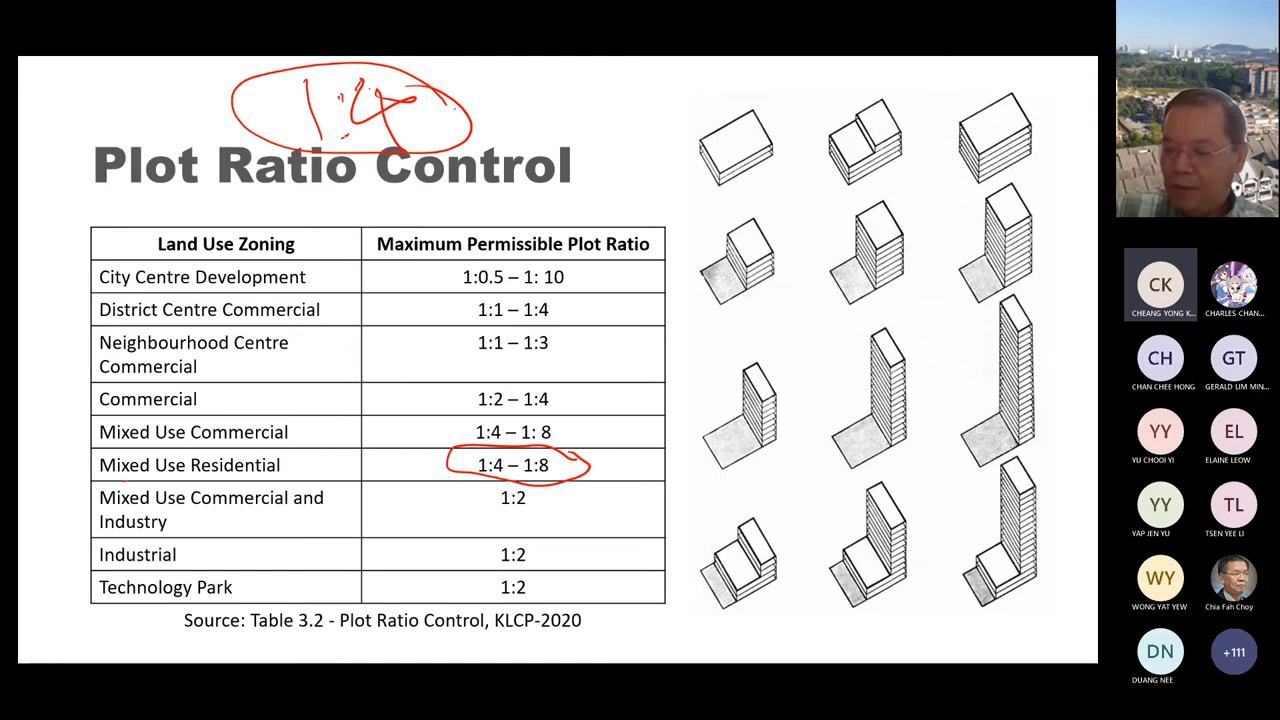 1:4
Plot Ratio Control
Land Use Zoning Maximum Permissible Plot Ratio
City Centre Development 1:0.5 – 1: 10
District Centre Commercial 1:1 – 1:4
Neighbourhood Centre Commercial 1:1 – 1:3
Commercial 1:2 – 1:4
Mixed Use Commercial 1:4 – 1: 8
Mixed Use Residential 1:4 – 1:8
Mixed Use Commercial and Industry 1:2
Industrial 1:2
Technology Park 1:2
Source: Table 3.2 - Plot Ratio Control, KLCP-2020
CK
CHEANG YONG K...
CHARLES CHAN...
CH
CHAN CHEE HONG
GT
GERALD LIM MIN...
YY
YU CHOOI YI
EL
ELAINE LEOW
YY
YAP JEN YU
TL
TSEN YEE LI
WY
WONG YAT YEW
Chia Fah Choy
DN
DUANG NEE
+111